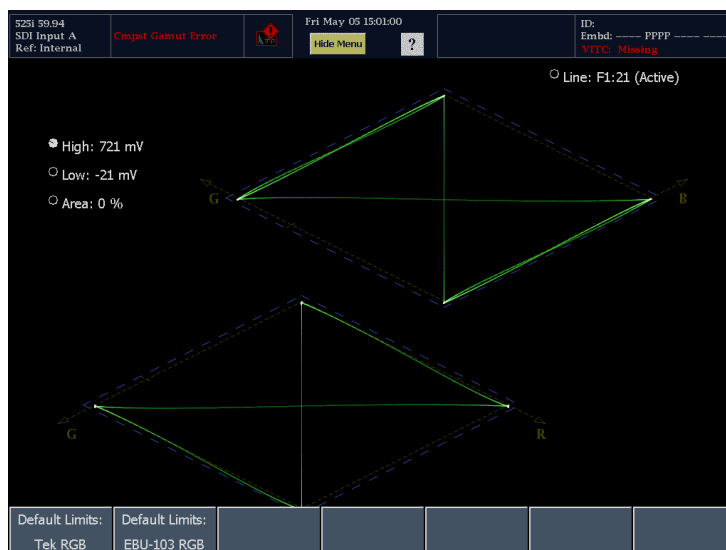 525i 59.94
SDI Input A
Ref: Internal
Cmpst Gamut Error
Fri May 05 15:01:00
Hide Menu
?
ID:
Embd: ---- PPPP ---- ----
VITC: Missing
Line: F1:21 (Active)
High: 721 mV
Low: -21 mV
Area: 0 %
G
B
G
R
Default Limits:
Tek RGB
Default Limits:
EBU-103 RGB